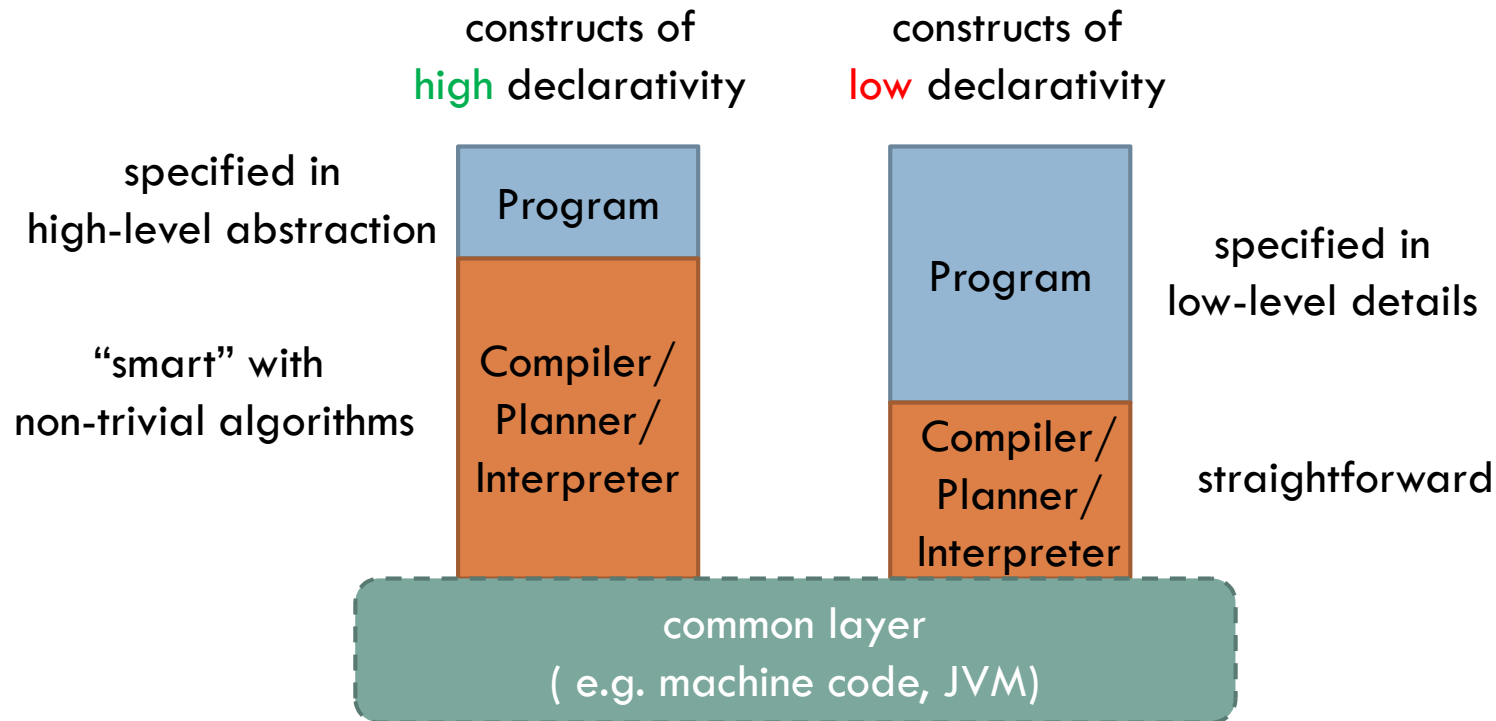 constructs of
high declarativity
constructs of
low declarativity
specified in
high-level abstraction
“smart” with
non-trivial algorithms
Program
Compiler/
Planner/
Interpreter
Program
Compiler/
Planner/
Interpreter
specified in
low-level details
straightforward
common layer
( e.g. machine code, JVM)